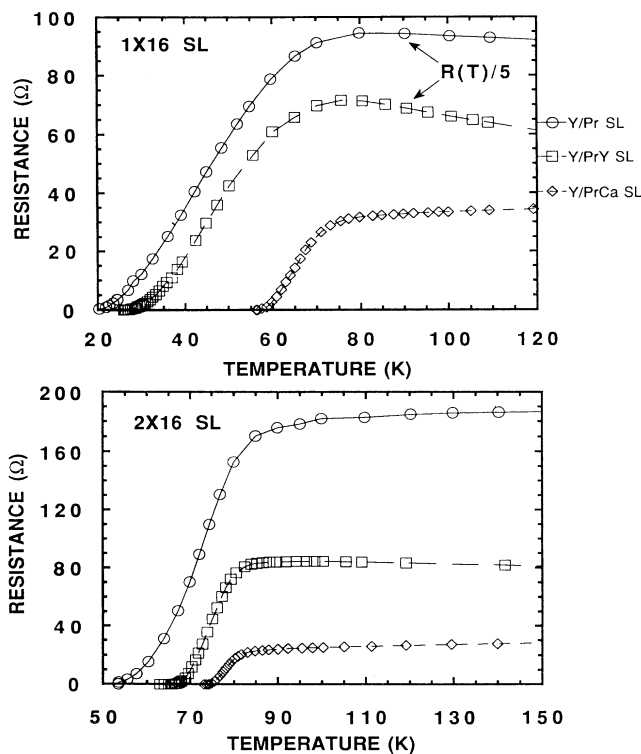 1X16 SL
R(T)/5
RESISTANCE (Ω)
100
80
60
40
20
0
20
40
60
80
100
120
TEMPERATURE (K)
Y/Pr SL
Y/PrY SL
Y/PrCa SL
2X16 SL
RESISTANCE (Ω)
200
160
120
80
40
0
50
70
90
110
130
150
TEMPERATURE (K)